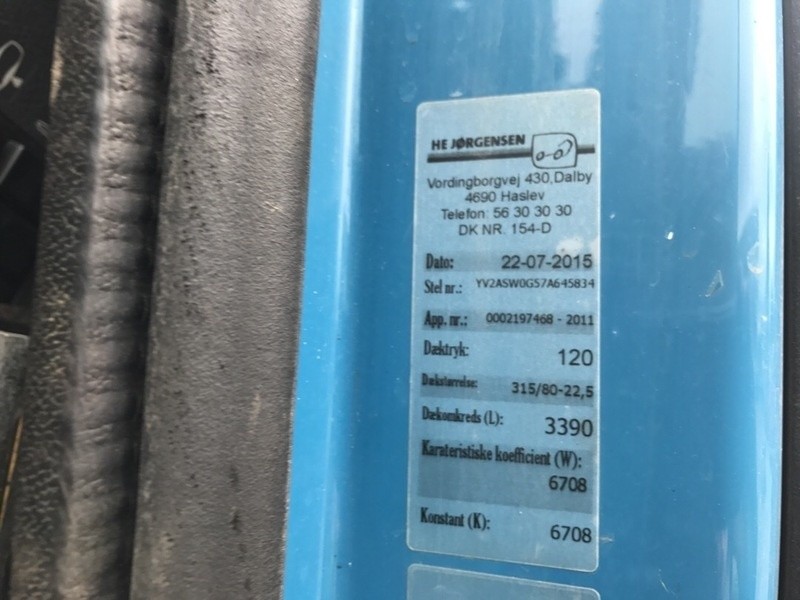 HE JØRGENSEN
Vordingborgvej 430,Dalby
4690 Haslev
Telefon: 56 30 30 30
DK NR. 154-D
Dato: 22-07-2015
Stel nr.: YV2ASW0G57A645834
App. nr.: 0002197468 - 2011
Dæktryk: 120
Dækstørrelse: 315/80-22,5
Dækomkreds (L): 3390
Karateristiske koefficient (W):
6708
Konstant (K): 6708